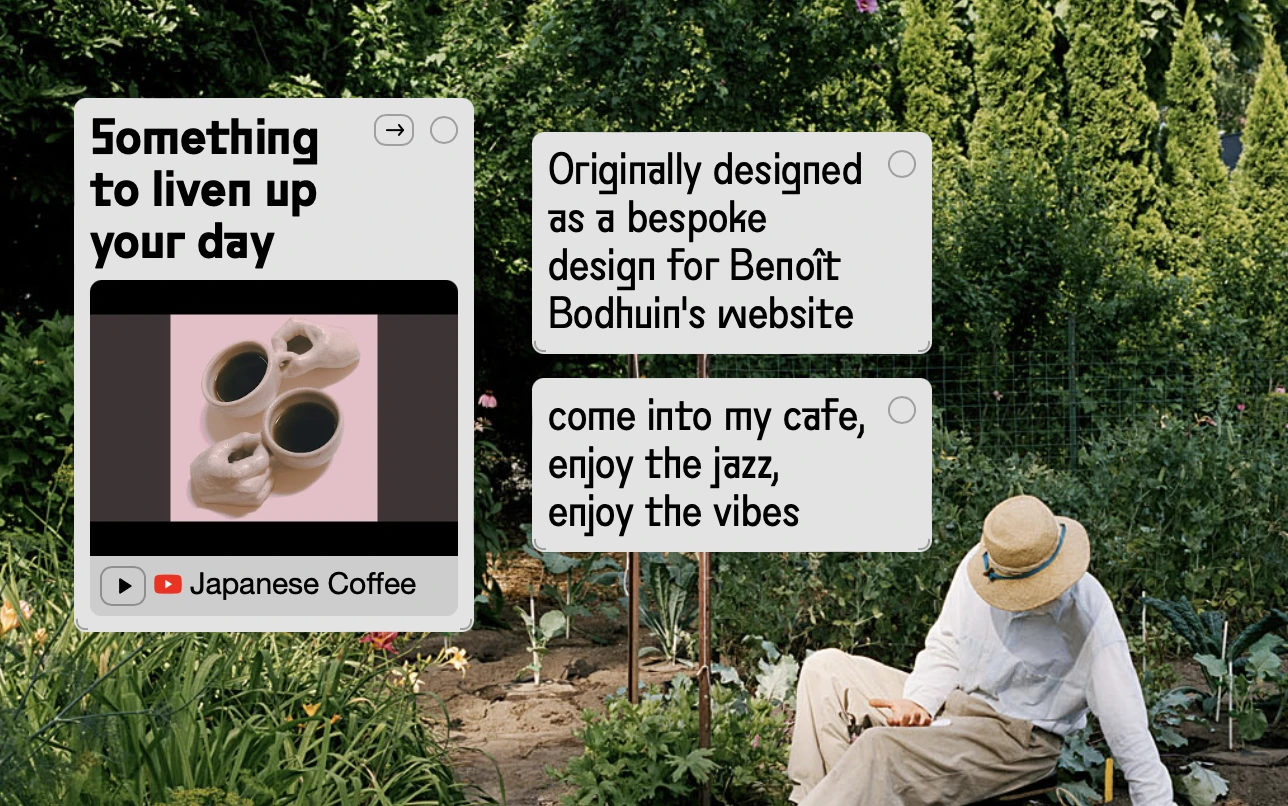 Something
to liven up
your day
Japanese Coffee
Originally designed
as a bespoke
design for Benoît
Bodhuin's website
come into my cafe,
enjoy the jazz,
enjoy the vibes